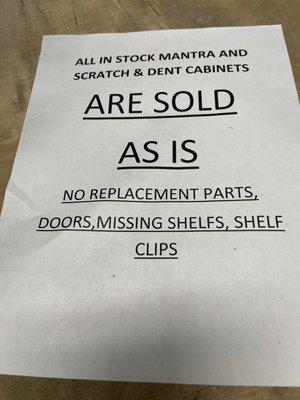 ALL IN STOCK MANTRA AND
SCRATCH & DENT CABINETS
ARE SOLD
AS IS
NO REPLACEMENT PARTS,
DOORS,MISSING SHELFS, SHELF
CLIPS